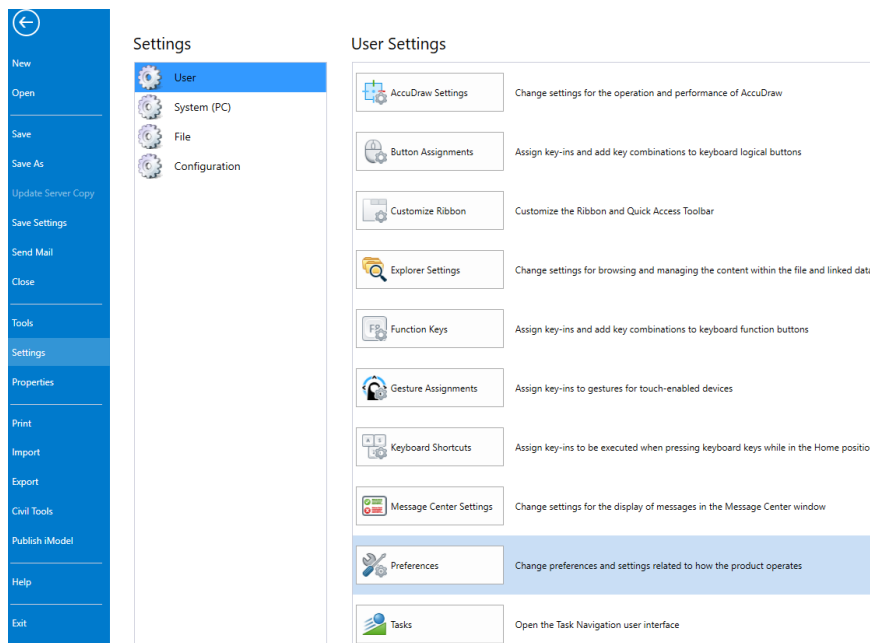 New
Open
Save
Save As
Update Server Copy
Save Settings
Send Mail
Close
Tools
Settings
Properties
Print
Import
Export
Civil Tools
Publish iModel
Help
Exit
Settings
User
System (PC)
File
Configuration
User Settings
AccuDraw Settings Change settings for the operation and performance of AccuDraw
Button Assignments Assign key-ins and add key combinations to keyboard logical buttons
Customize Ribbon Customize the Ribbon and Quick Access Toolbar
Explorer Settings Change settings for browsing and managing the content within the file and linked data
F8 Function Keys Assign key-ins and add key combinations to keyboard function buttons
Gesture Assignments Assign key-ins to gestures for touch-enabled devices
Keyboard Shortcuts Assign key-ins to be executed when pressing keyboard keys while in the Home positio
Message Center Settings Change settings for the display of messages in the Message Center window
Preferences Change preferences and settings related to how the product operates
Tasks Open the Task Navigation user interface